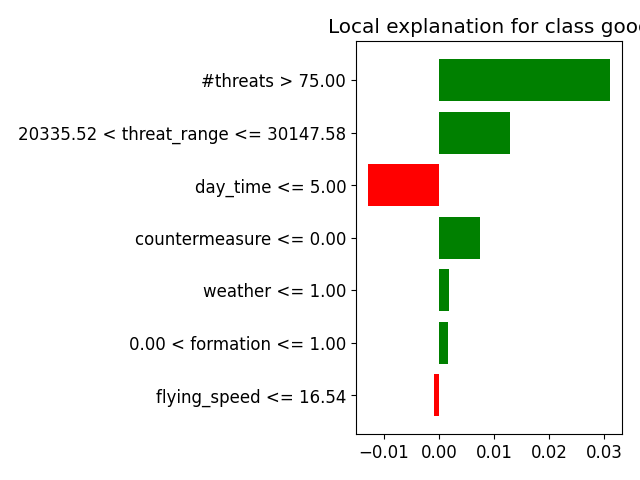 Local explanation for class goo
#threats > 75.00
20335.52 < threat_range <= 30147.58
day_time <= 5.00
countermeasure <= 0.00
weather <= 1.00
0.00 < formation <= 1.00
flying_speed <= 16.54
−0.01 0.00 0.01 0.02 0.03